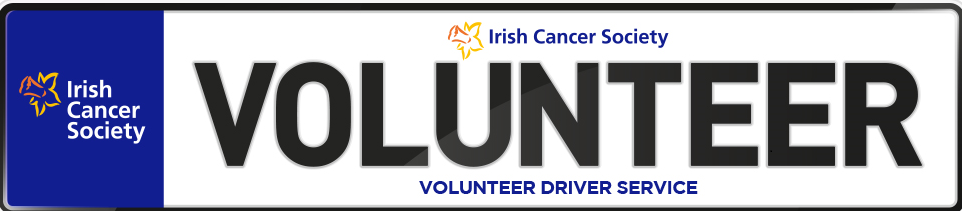 Irish
Cancer
Society
Irish Cancer Society
VOLUNTEER
VOLUNTEER DRIVER SERVICE